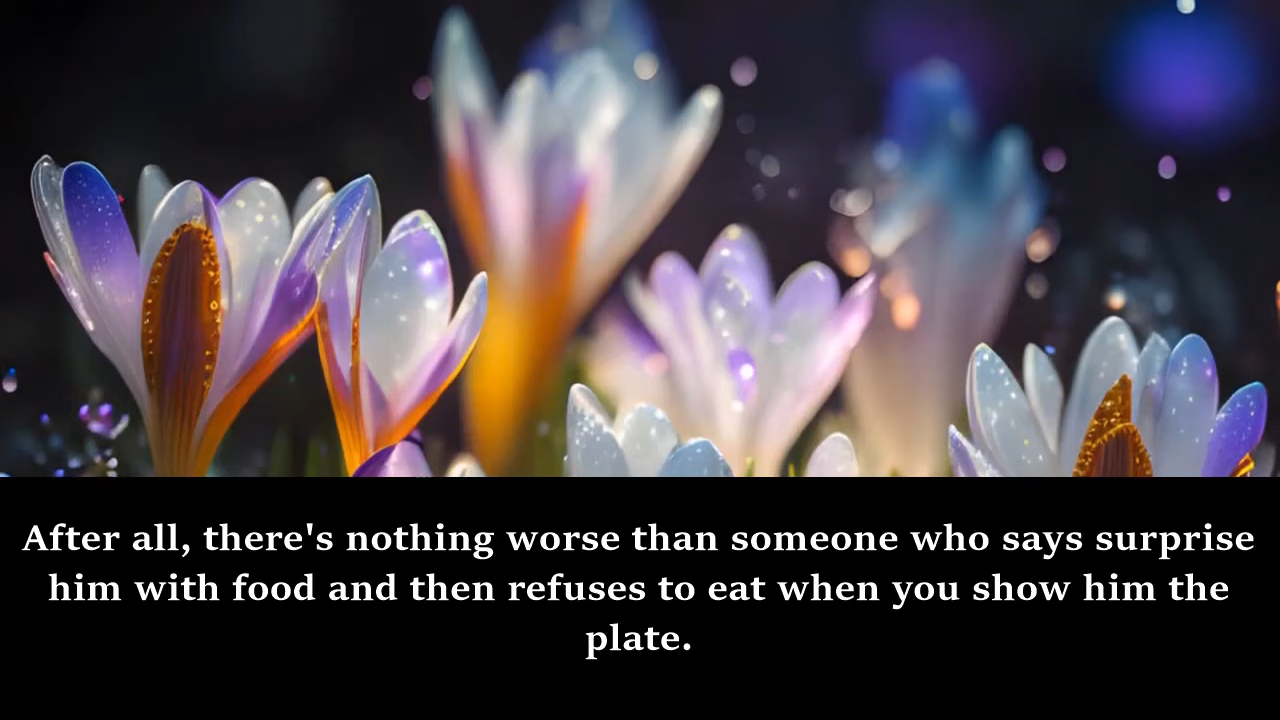 After all, there's nothing worse than someone who says surprise
him with food and then refuses to eat when you show him the
plate.